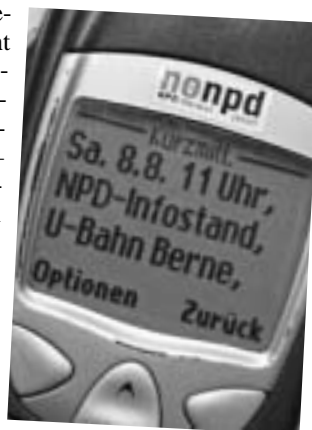 nonpd
Kurzmitt.
Sa. 8.8. 11 Uhr,
NPD-Infostand,
U-Bahn Berne,
Optionen Zurück